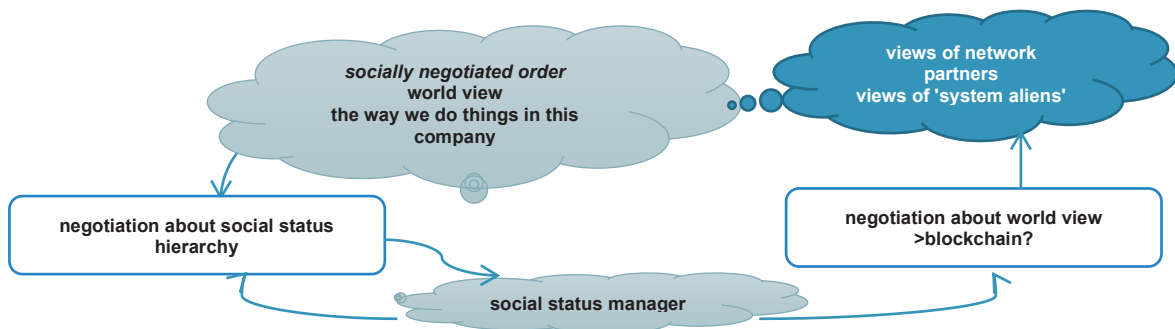 socially negotiated order
world view
the way we do things in this
company
views of network
partners
views of 'system aliens'
negotiation about social status
hierarchy
negotiation about world view
>blockchain?
social status manager